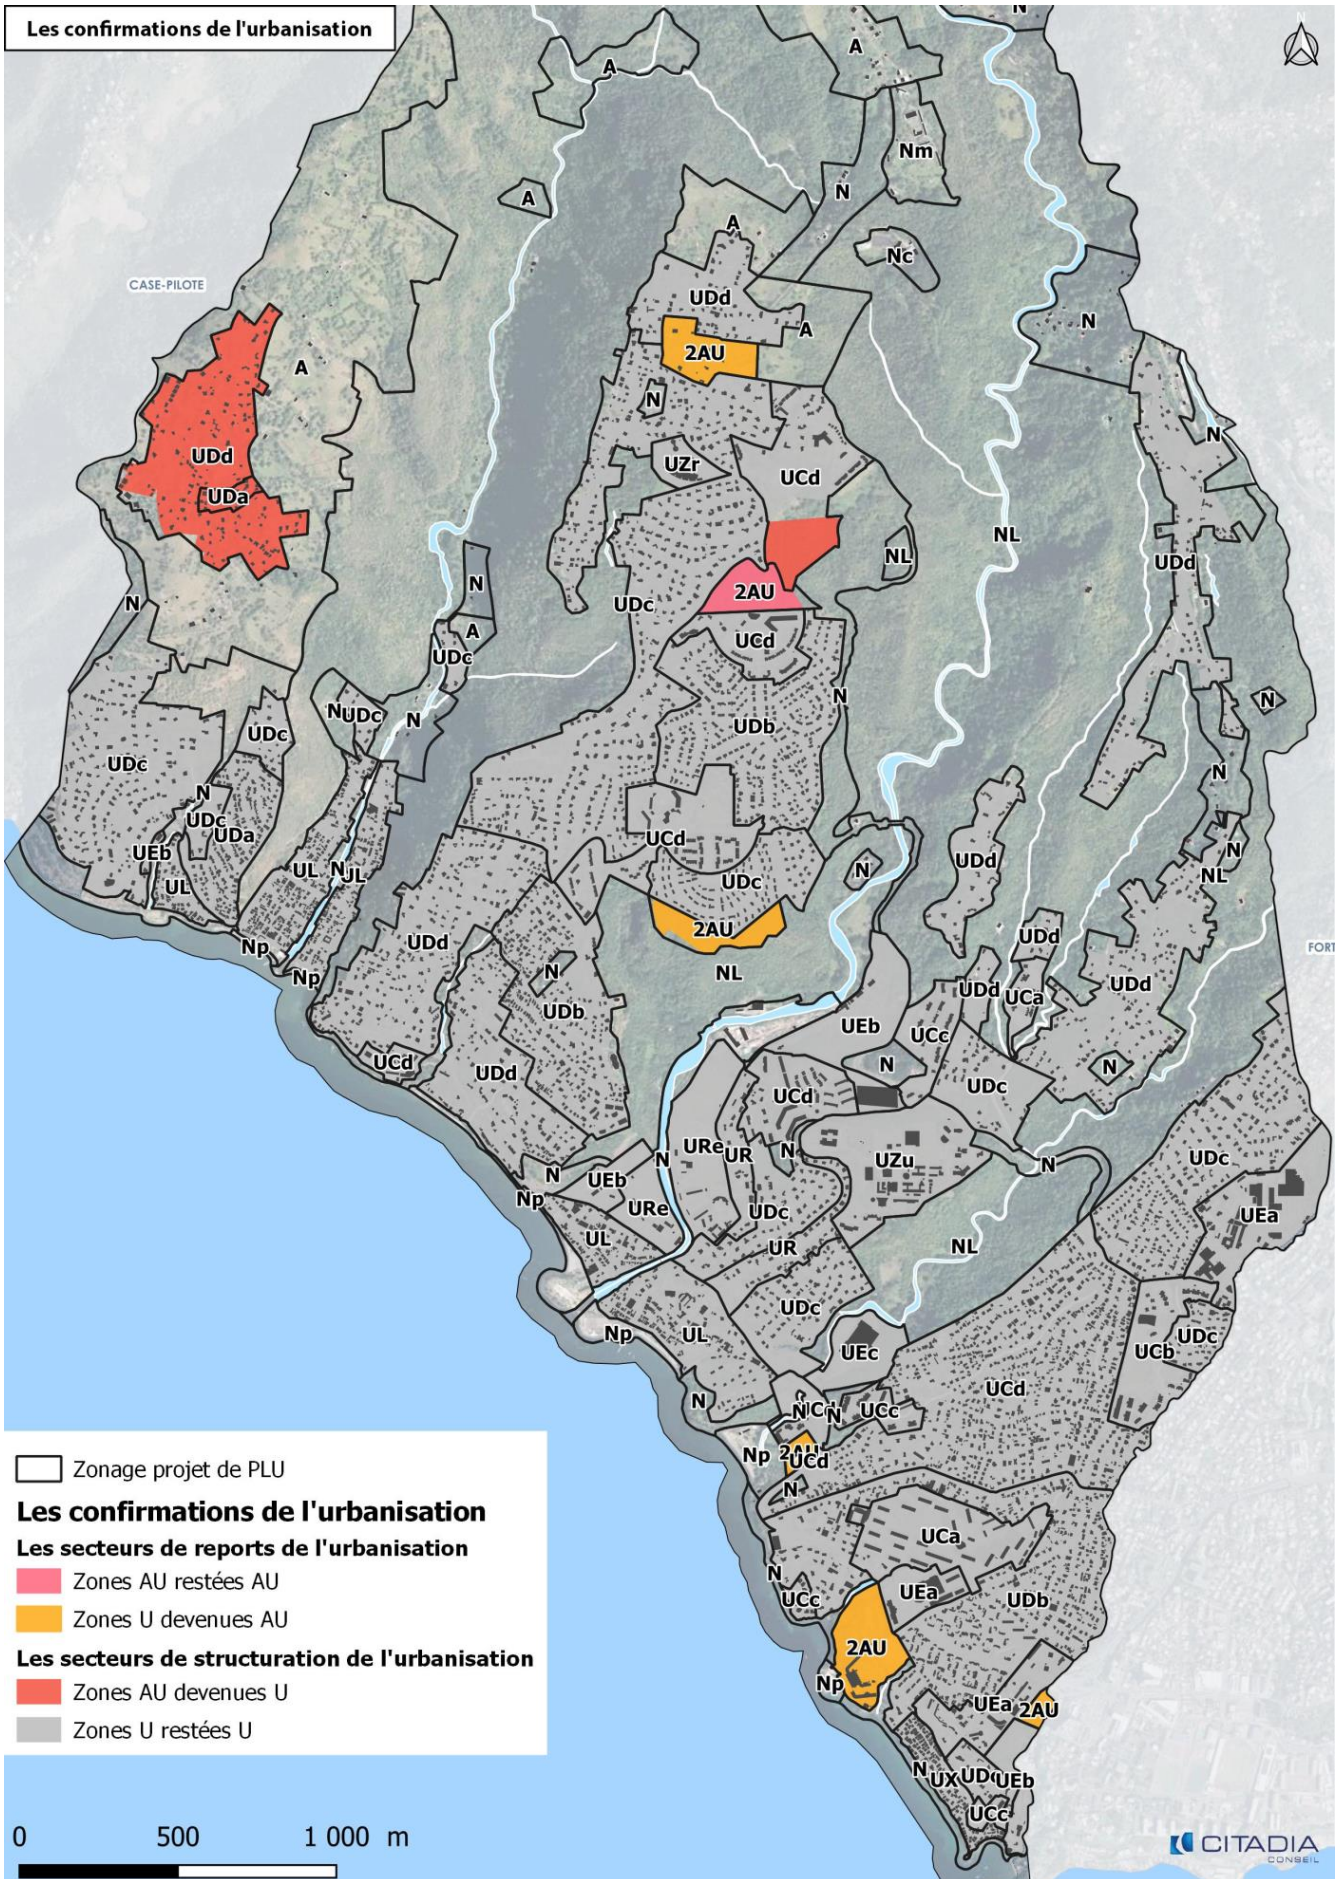 Les confirmations de l'urbanisation
N
N
A
A
Nm
N
A
A
Nc
CASE-PILOTE
UDd
A
N
2AU
A
N
N
UDd
UZr
UCd
UDa
NL
NL
UDd
N
2AU
N
UDc
A
UCd
UDc
N
N
N
UDc
UDb
UDc
N
UDc
N
N
UDc
UDa
UCd
UEb
N
UDd
UL
N
UL
UL
UDc
N
NL
2AU
UDd
Np
UDd
FORT
N
NL
Np
UDd
UCa
UDd
UDb
UEb
UCc
UCd
UDd
N
UDc
N
UCd
URe
UR
N
UZu
N
N
UDc
N
UEb
Np
URe
UDc
UEa
UL
UR
NL
UDc
Np
UL
UEc
UCb
UDc
UCd
N
N
UCd
N
UCc
Np
2AU
UCd
N
Zonage projet de PLU
Les confirmations de l'urbanisation
Les secteurs de reports de l'urbanisation
Zones AU restées AU
Zones U devenues AU
Les secteurs de structuration de l'urbanisation
Zones AU devenues U
Zones U restées U
UCa
N
UCc
UEa
UDb
2AU
Np
UEa
2AU
N
UX
UEb
UCc
0 500 1 000 m
CITADIA
CONSEIL